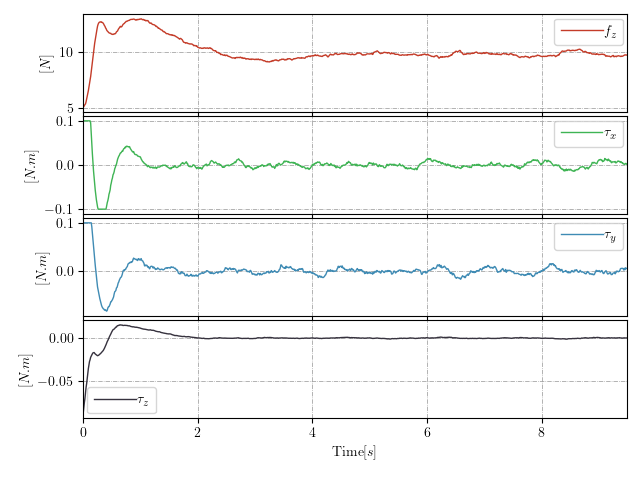 [N]
10
5
f_z
[N.m]
0.1
0.0
−0.1
τ_x
[N.m]
0.1
0.0
τ_y
[N.m]
0.00
−0.05
τ_z
0 2 4 6 8
Time[s]